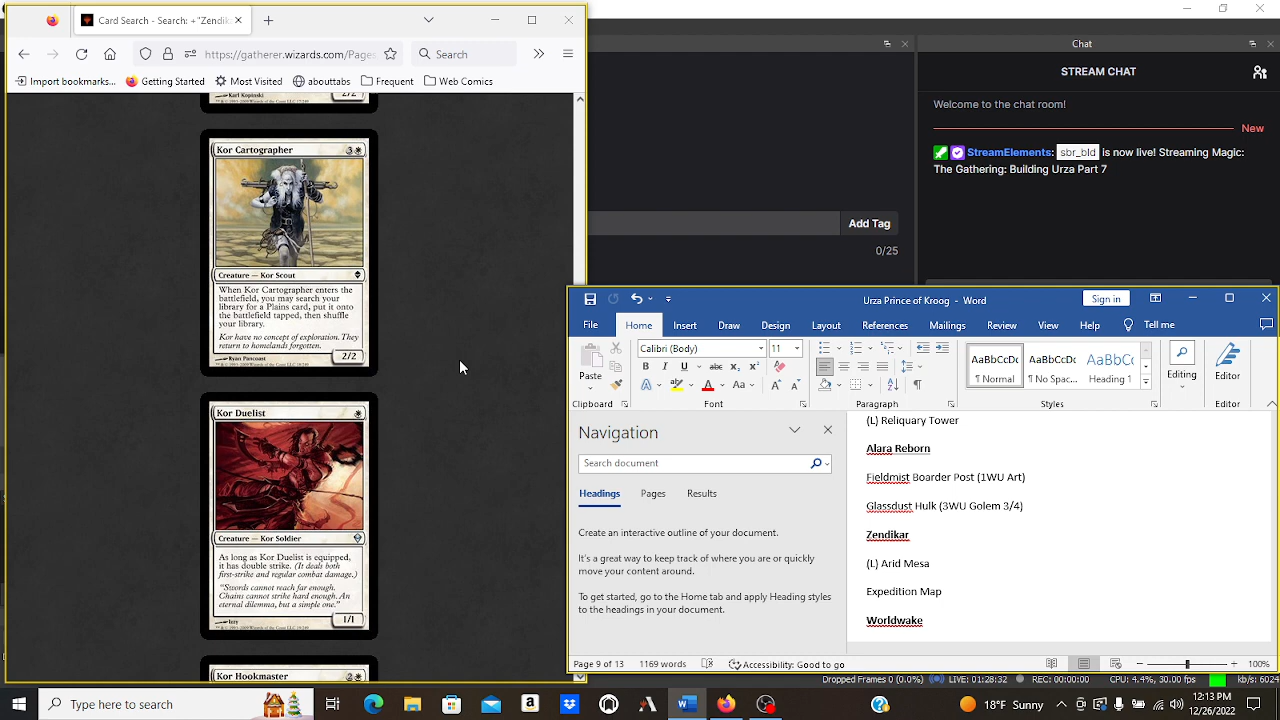 Card Search - Search: +"Zendik
https://gatherer.wizards.com/Pages
Search
Import bookmarks...
Getting Started
Most Visited
abouttabs
Frequent
Web Comics
Karl Kopinski
2/2
Kor Cartographer
3
Creature — Kor Scout
When Kor Cartographer enters the
battlefield, you may search your
library for a Plains card, put it onto
the battlefield tapped, then shuffle
your library.
Kor have no concept of exploration. They
return to homelands forgotten.
Ryan Pancoast
2/2
Kor Duelist
Creature — Kor Soldier
As long as Kor Duelist is equipped,
it has double strike. (It deals both
first-strike and regular combat damage.)
"Swords cannot reach far enough.
Chains cannot strike hard enough. An
eternal dilemma, but a simple one."
Izzy
1/1
Kor Hookmaster
2
Add Tag
0/25
Chat
STREAM CHAT
Welcome to the chat room!
New
StreamElements: sbr_bld is now live! Streaming Magic:
The Gathering: Building Urza Part 7
Urza Prince of Kroog - Word
Sign in
File
Home
Insert
Draw
Design
Layout
References
Mailings
Review
View
Help
Tell me
Paste
Clipboard
Calibri (Body)
11
B I U abc x₂ x²
A A Aa A A
Font
Paragraph
AaBbCcDc AaBbCcDc AaBbCc
¶ Normal ¶ No Spac... Heading 1
Styles
Editing
Editor
Editor
Navigation
Search document
Headings
Pages
Results
Create an interactive outline of your document.
It's a great way to keep track of where you are or quickly
move your content around.
To get started, go to the Home tab and apply Heading styles
to the headings in your document.
(L) Reliquary Tower
Alara Reborn
Fieldmist Boarder Post (1WU Art)
Glassdust Hulk (3WU Golem 3/4)
Zendikar
(L) Arid Mesa
Expedition Map
Worldwake
Page 9 of 13
1169 words
Accessibility: Good to go
100%
Dropped Frames 0 (0.0%)
LIVE: 01:28:32
REC: 00:00:00
CPU: 4.4%, 30.00 fps
kb/s: 6024
Type here to search
18°F Sunny
12:13 PM
12/26/2022